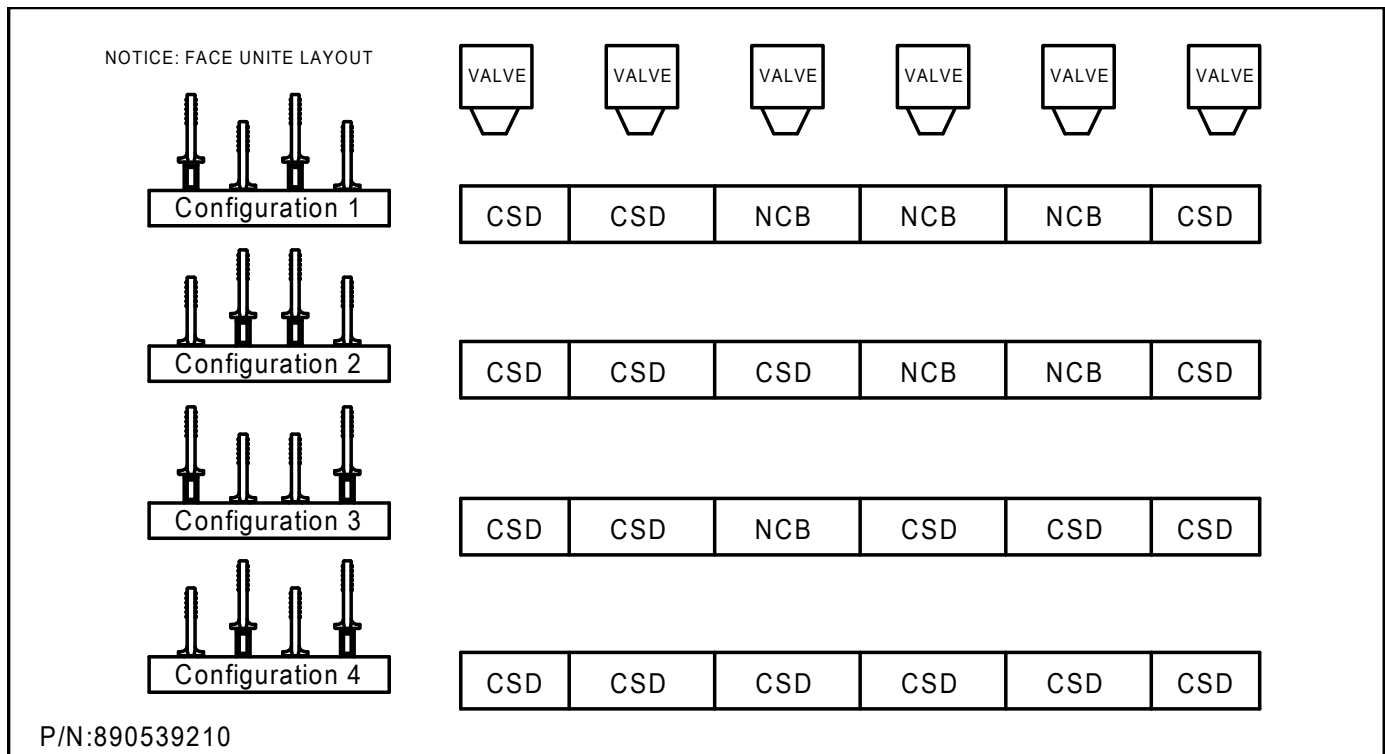 NOTICE: FACE UNITE LAYOUT
VALVE VALVE VALVE VALVE VALVE VALVE
Configuration 1
CSD CSD NCB NCB NCB CSD
Configuration 2
CSD CSD CSD NCB NCB CSD
Configuration 3
CSD CSD NCB CSD CSD CSD
Configuration 4
CSD CSD CSD CSD CSD CSD
P/N:890539210